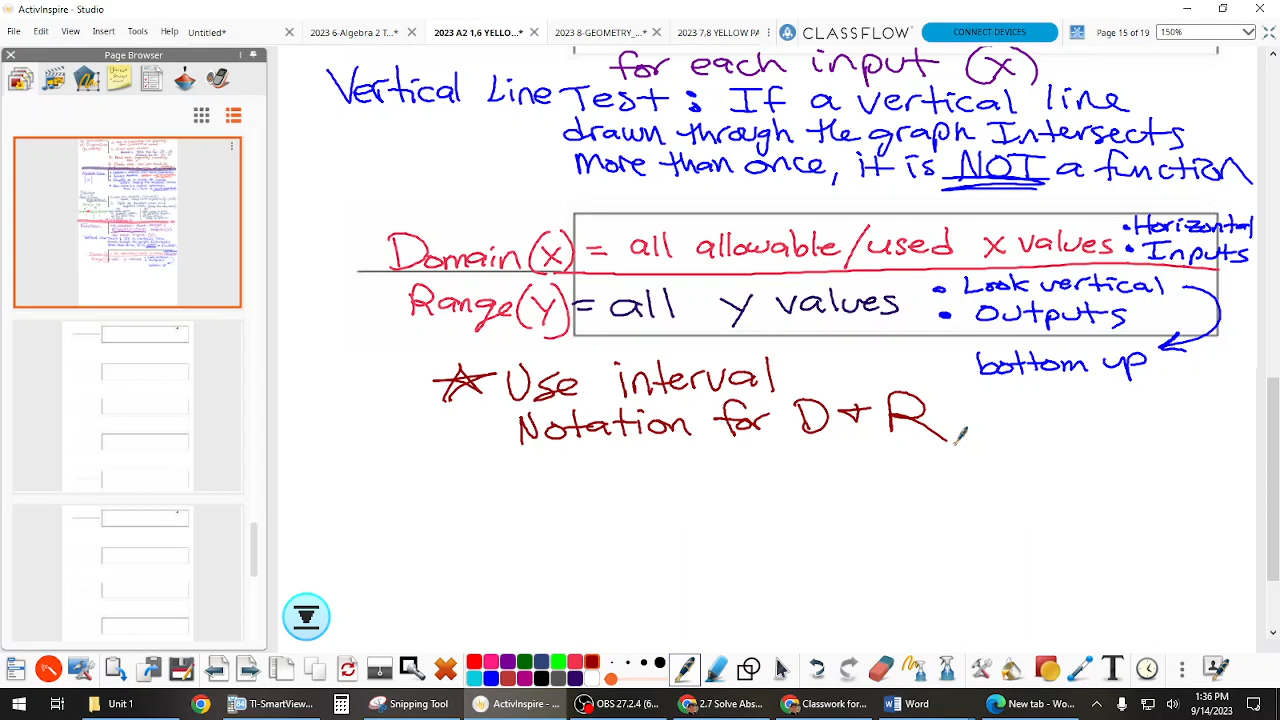 ActivInspire - Studio
File Edit View Insert Tools Help Untitled* 2023 6-Algebra 2 T...* 2023 A2 1,6 YELLO...* 2023 8-GEOMETRY_...* 2023 7,8 YELLOW PA CLASSFLOW CONNECT DEVICES Page 15 of 19 150%
Page Browser
for each input (x)
Vertical Line Test : If a vertical line
drawn through the graph Intersects
more than once, it is NOT a function
Domain(x) = all allowable/used x values • Horizontal
• Inputs
Range(y) = all y values • Look vertical
• Outputs
bottom up
☆ Use interval
Notation for D + R
Unit 1 TI-SmartView... Snipping Tool ActivInspire - ... OBS 27.2.4 (6... 2.7 Solve Abs... Classwork for... Word New tab - Wo... 1:36 PM
9/14/2023